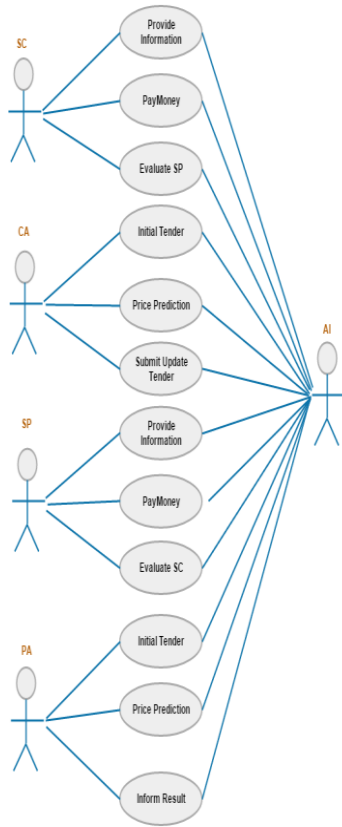 SC
Provide
Information
PayMoney
Evaluate SP
CA
Initial Tender
Price Prediction
Submit Update
Tender
AI
SP
Provide
Information
PayMoney
Evaluate SC
PA
Initial Tender
Price Prediction
Inform Result